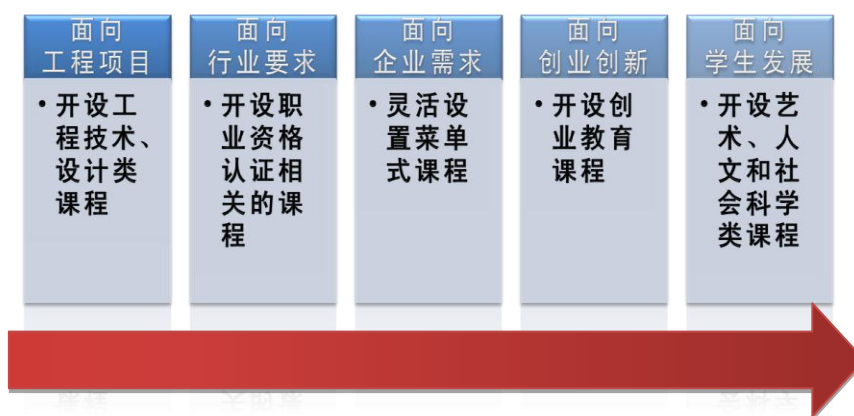 面向
工程项目
• 开设工
程技术、
设计类
课程
面向
行业要求
• 开设职
业资格
认证相
关的课
程
面向
企业需求
• 灵活设
置菜单
式课程
面向
创业创新
• 开设创
业教育
课程
面向
学生发展
• 开设艺
术、人
文和社
会科学
类课程